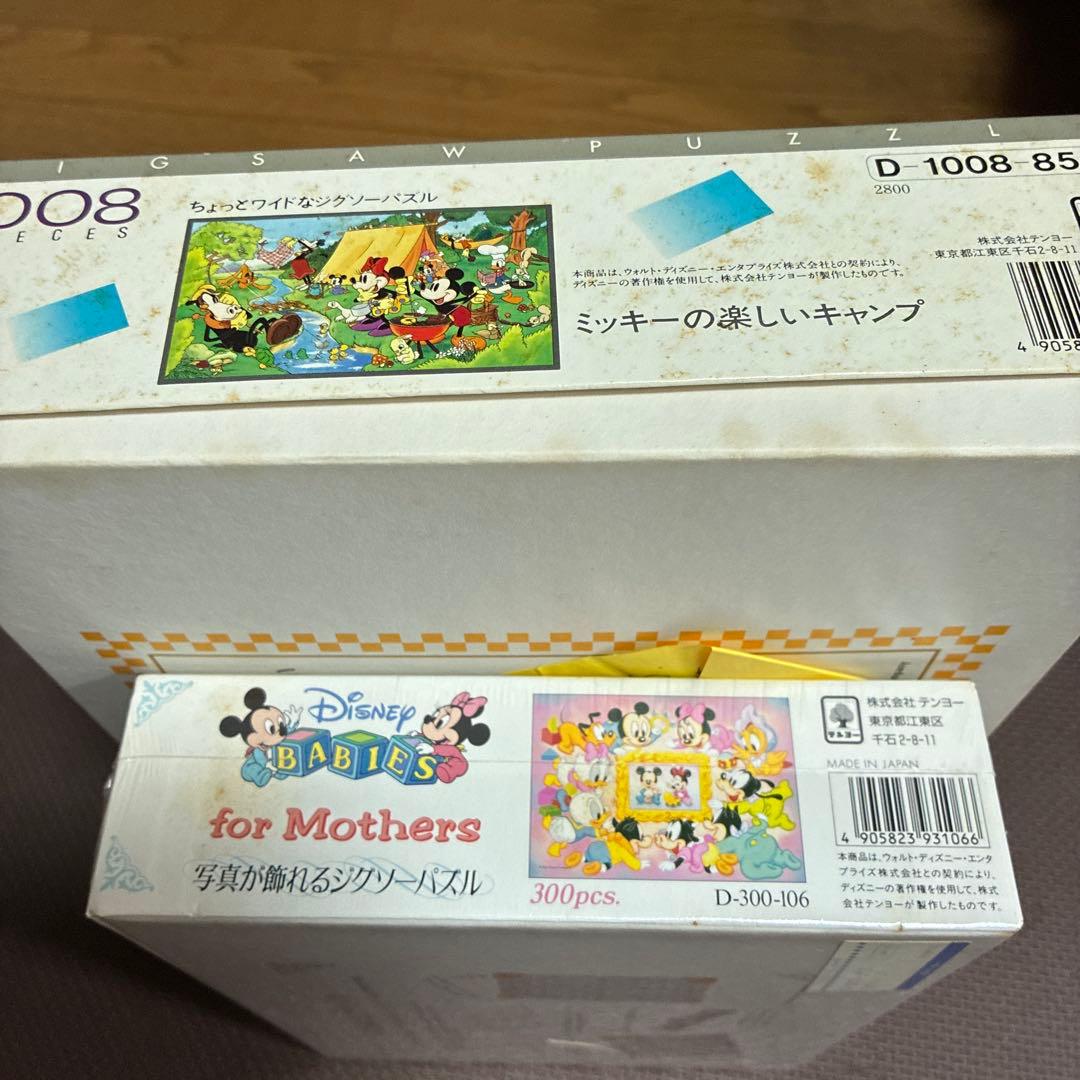 IGSAW PUZZL
008
ECES
ちょっとワイドなジグソーパズル
D-1008-85
2800
株式会社テンヨー
東京都江東区千石2-8-11
本商品は、ウォルト・ディズニー・エンタプライズ株式会社との契約により、
ディズニーの著作権を使用して、株式会社テンヨーが製作したものです。
ミッキーの楽しいキャンプ
4 9058
DISNEY
BABIES
for Mothers
写真が飾れるジグソーパズル
300pcs.
D-300-106
テンヨー
株式会社 テンヨー
東京都江東区
千石2-8-11
MADE IN JAPAN
4 905823 931066
本商品は、ウォルト・ディズニー・エンタ
プライズ株式会社との契約により、
ディズニーの著作権を使用して、株式
会社テンヨーが製作したものです。